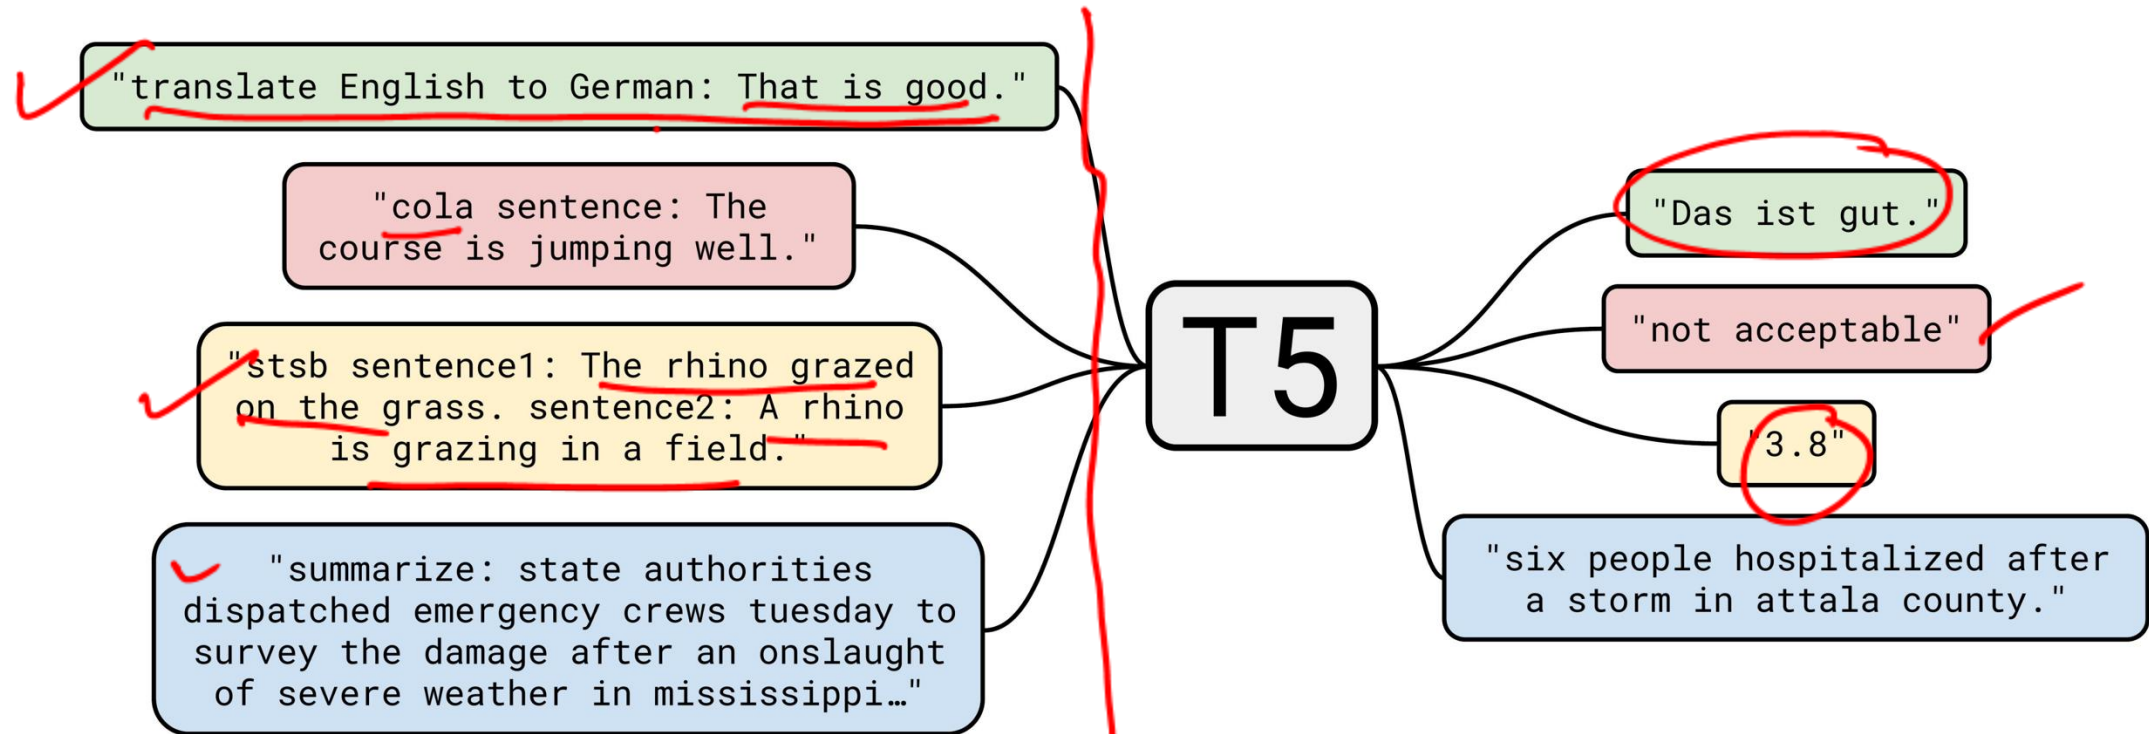 "translate English to German: That is good."
"cola sentence: The
course is jumping well."
"stsb sentence1: The rhino grazed
on the grass. sentence2: A rhino
is grazing in a field."
"summarize: state authorities
dispatched emergency crews tuesday to
survey the damage after an onslaught
of severe weather in mississippi…"
T5
"Das ist gut."
"not acceptable"
"3.8"
"six people hospitalized after
a storm in attala county."